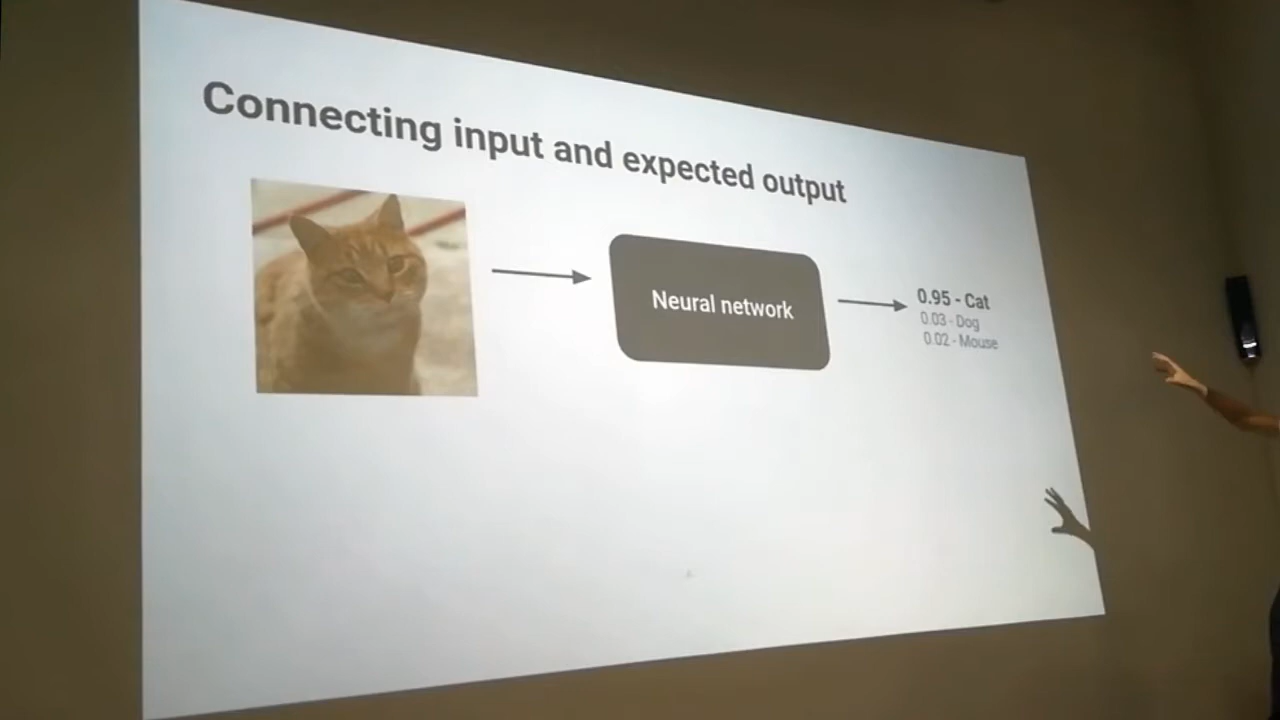 Connecting input and expected output
Neural network
0.95 - Cat
0.03 - Dog
0.02 - Mouse